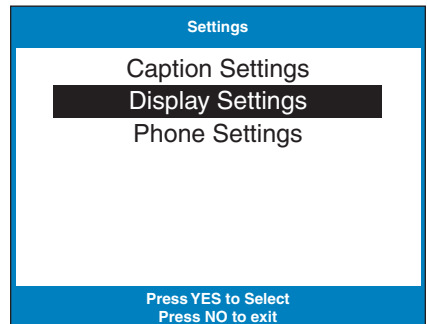 Settings
Caption Settings
Display Settings
Phone Settings
Press YES to Select
Press NO to exit